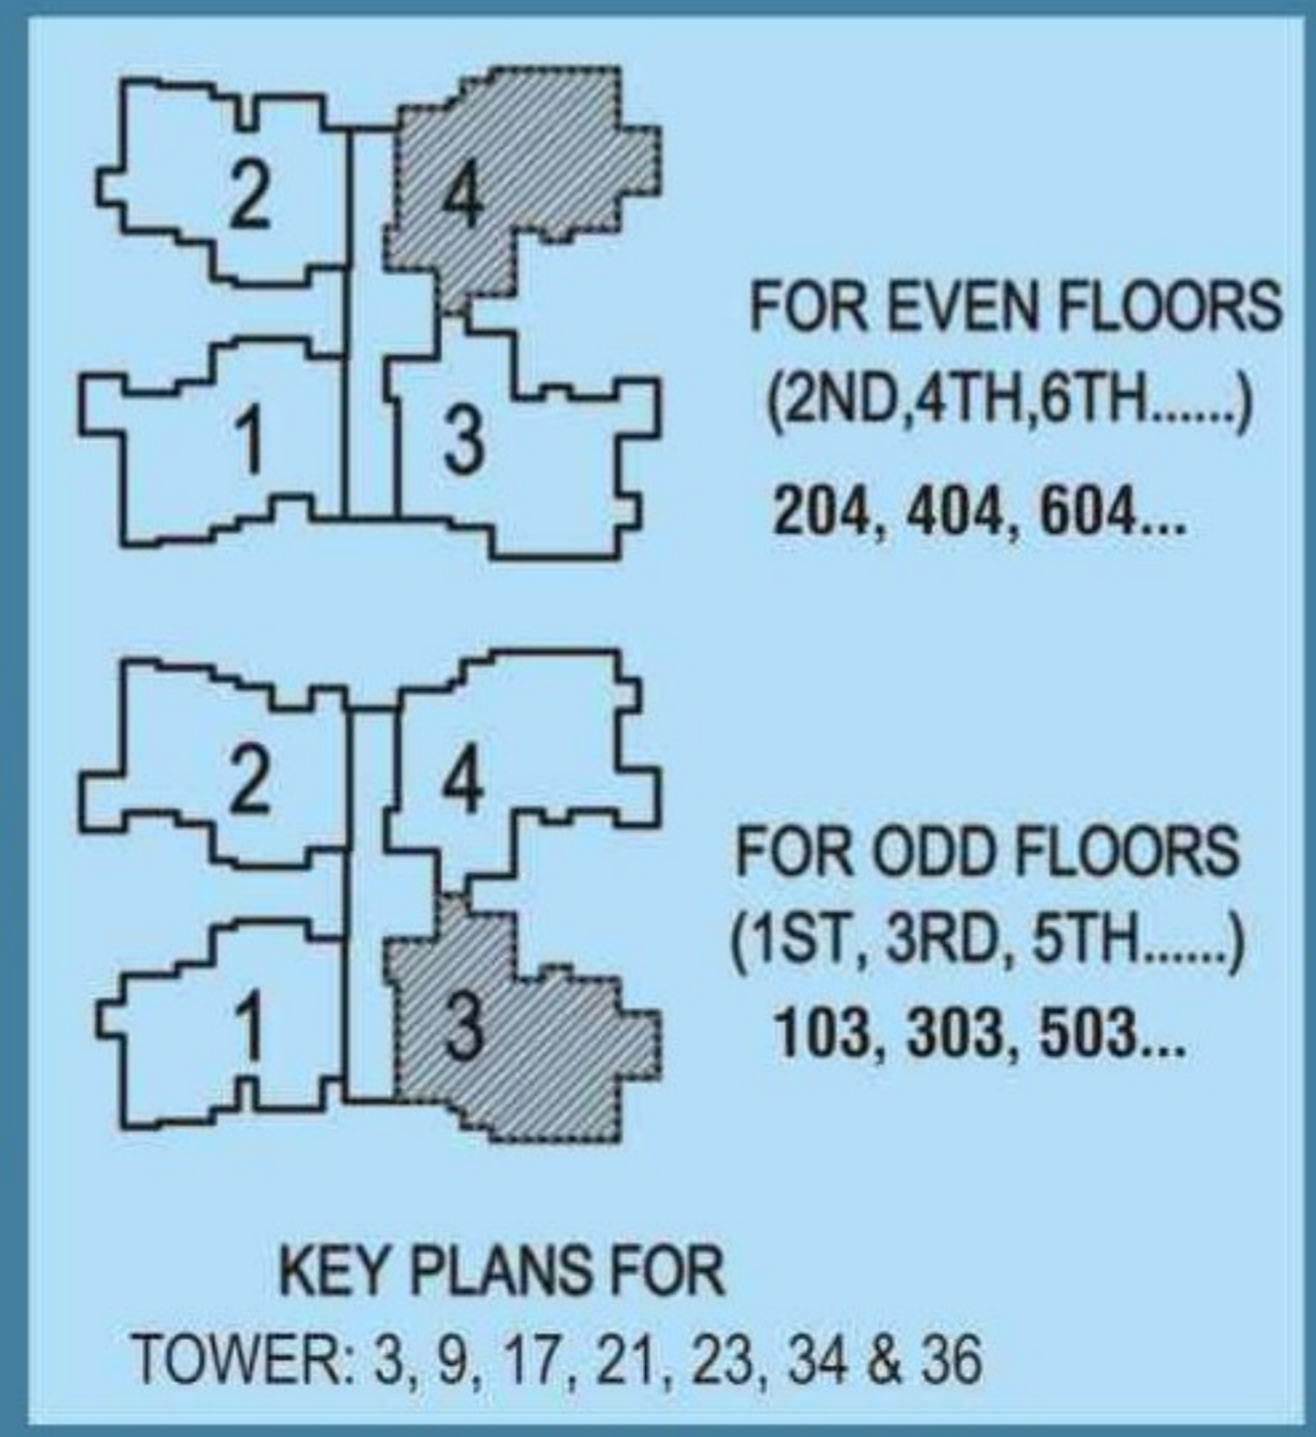 2
4
1
3
FOR EVEN FLOORS
(2ND,4TH,6TH......)
204, 404, 604...
2
4
1
3
FOR ODD FLOORS
(1ST, 3RD, 5TH......)
103, 303, 503...
KEY PLANS FOR
TOWER: 3, 9, 17, 21, 23, 34 & 36